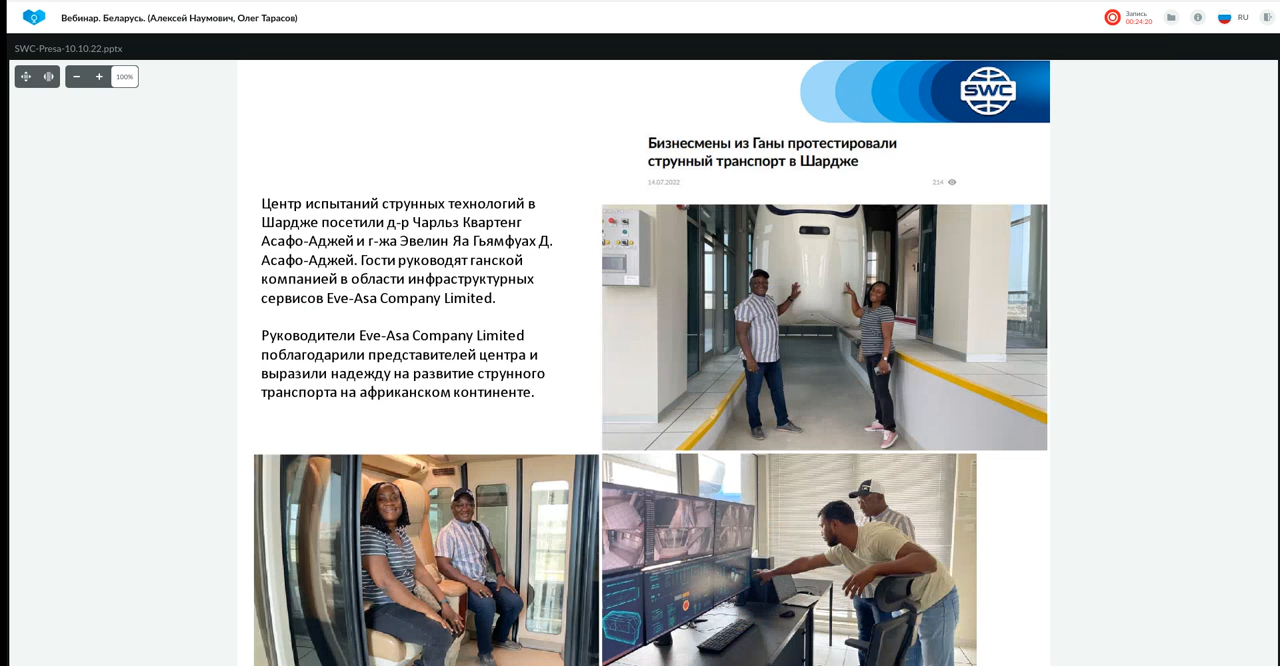 Вебинар. Беларусь. (Алексей Наумович, Олег Тарасов)
Запись
00:24:20
RU
SWC-Presa-10.10.22.pptx
100%
SWC
Бизнесмены из Ганы протестировали
струнный транспорт в Шардже
14.07.2022
214
Центр испытаний струнных технологий в
Шардже посетили д-р Чарльз Квартенг
Асафо-Аджей и г-жа Эвелин Яа Гьямфуах Д.
Асафо-Аджей. Гости руководят ганской
компанией в области инфраструктурных
сервисов Eve-Asa Company Limited.
Руководители Eve-Asa Company Limited
поблагодарили представителей центра и
выразили надежду на развитие струнного
транспорта на африканском континенте.